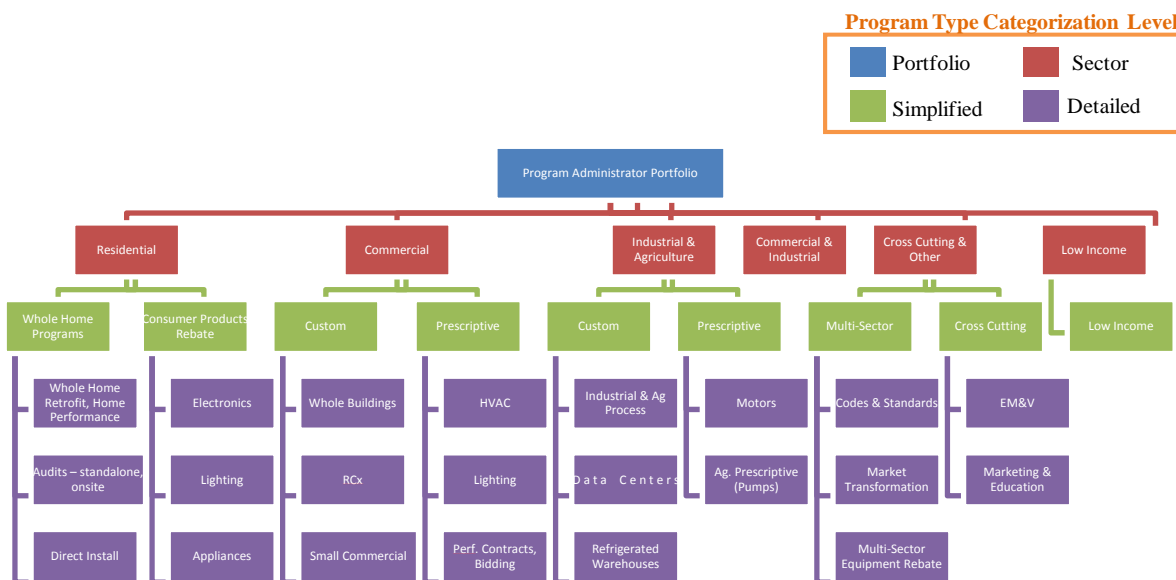 Program Type Categorization Level
Portfolio
Sector
Simplified
Detailed
Program Administrator Portfolio
Residential
Commercial
Industrial &
Agriculture
Commercial &
Industrial
Cross Cutting &
Other
Low Income
Whole Home
Programs
Consumer Products
Rebate
Custom
Prescriptive
Custom
Prescriptive
Multi-Sector
Cross Cutting
Low Income
Whole Home
Retrofit, Home
Performance
Electronics
Whole Buildings
HVAC
Industrial & Ag
Process
Motors
Codes & Standards
EM&V
Audits – standalone,
onsite
Lighting
RCx
Lighting
Data Centers
Ag. Prescriptive
(Pumps)
Market
Transformation
Marketing &
Education
Direct Install
Appliances
Small Commercial
Perf. Contracts,
Bidding
Refrigerated
Warehouses
Multi-Sector
Equipment Rebate